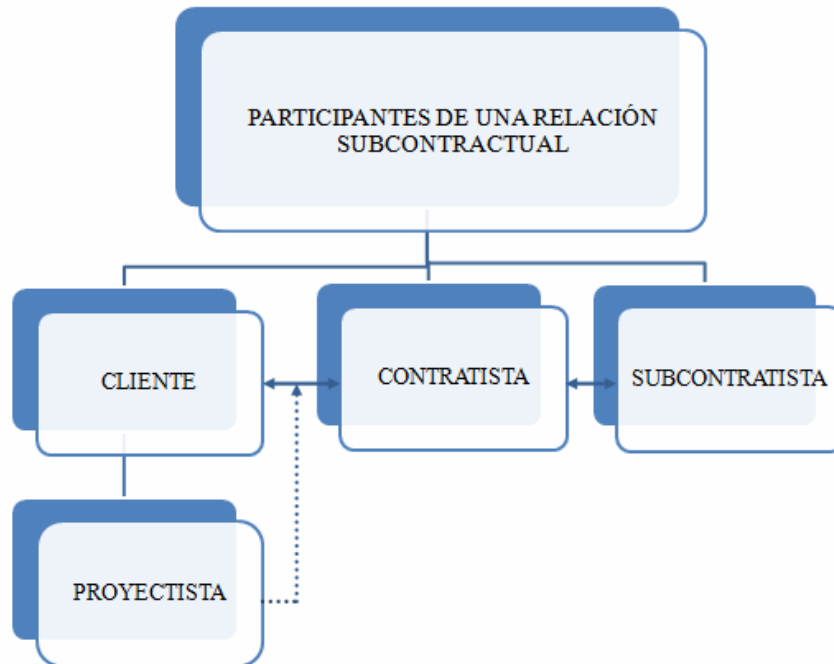 PARTICIPANTES DE UNA RELACIÓN
SUBCONTRACTUAL
CLIENTE
CONTRATISTA
SUBCONTRATISTA
PROYECTISTA